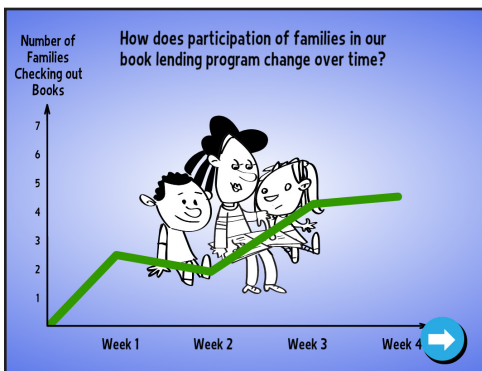 Number of
Families
Checking out
Books
How does participation of families in our
book lending program change over time?
7
6
5
4
3
2
1
Week 1
Week 2
Week 3
Week 4